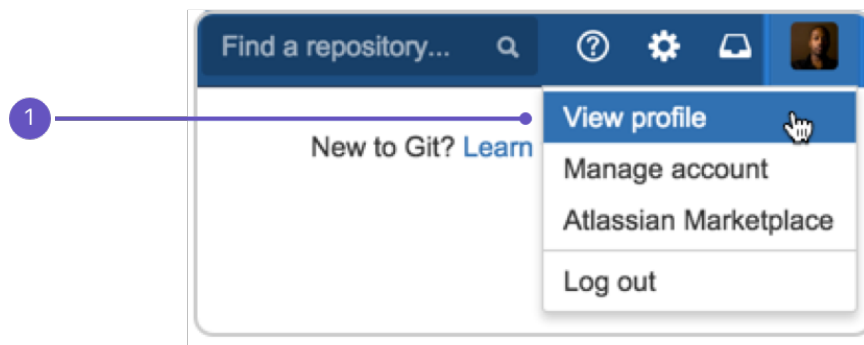 Find a repository...
1
View profile
New to Git? Learn
Manage account
Atlassian Marketplace
Log out